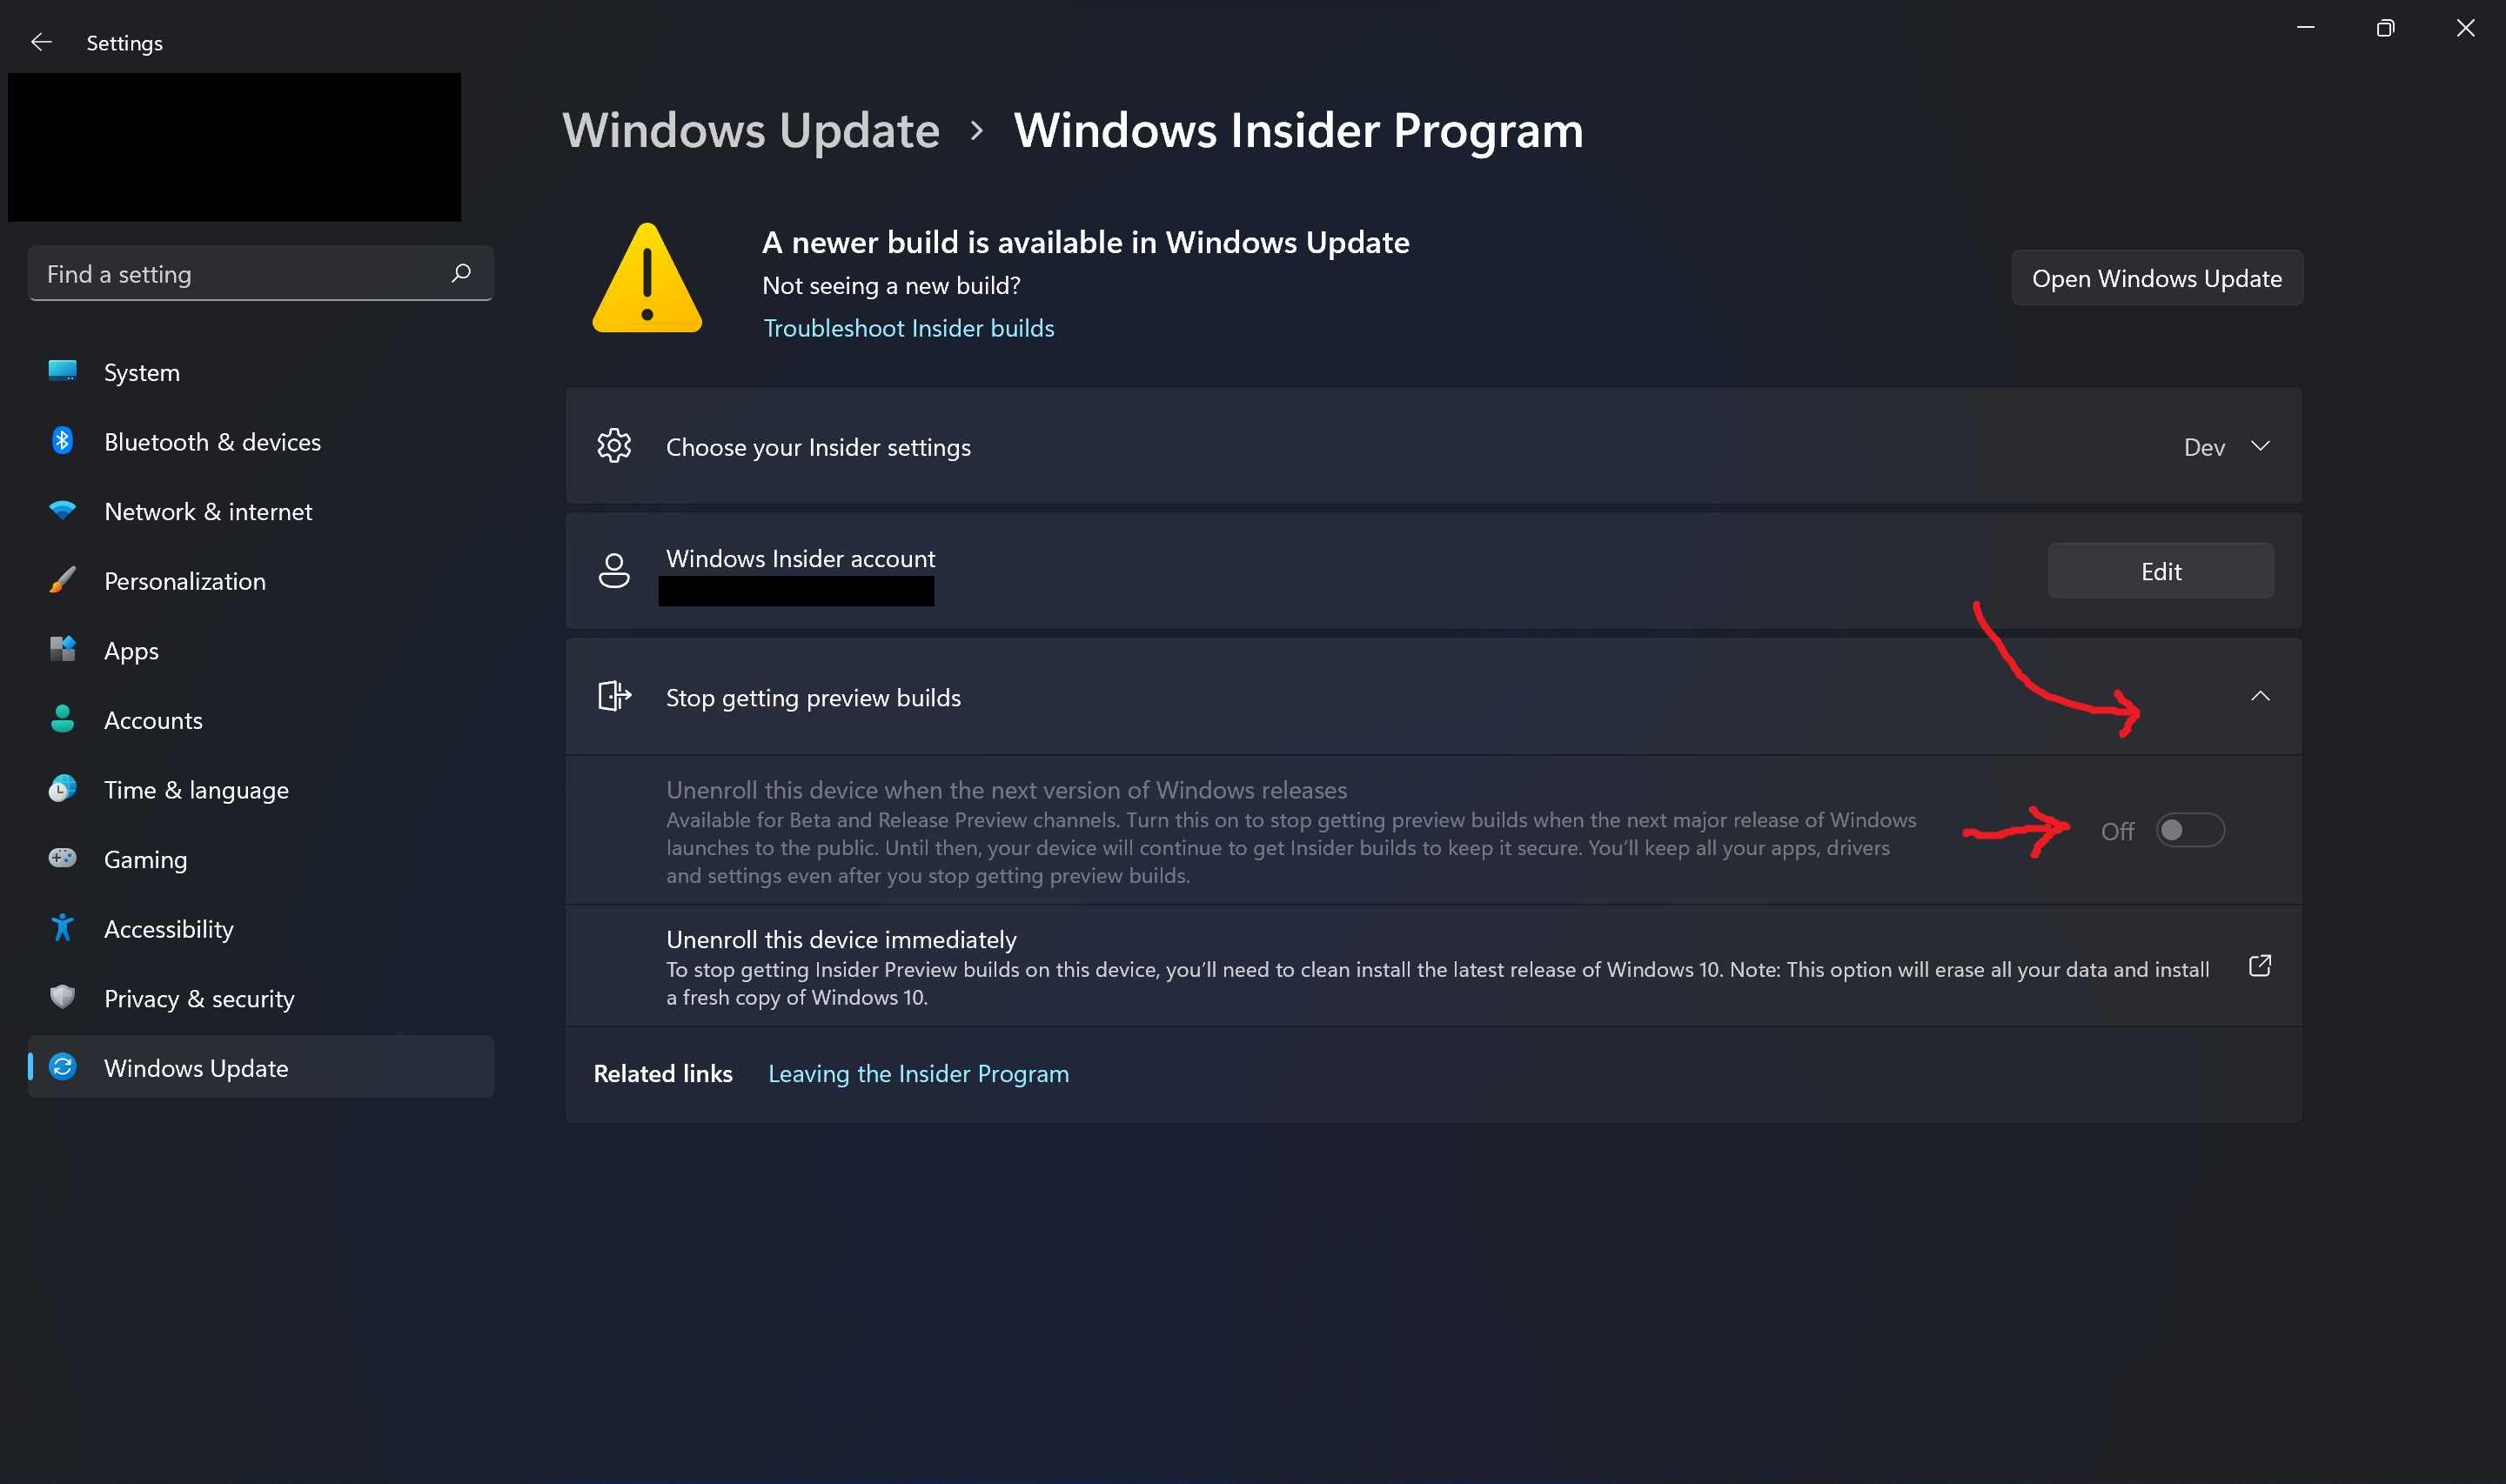 Settings
Windows Update > Windows Insider Program
A newer build is available in Windows Update
Not seeing a new build?
Troubleshoot Insider builds
Open Windows Update
Find a setting
System
Bluetooth & devices
Network & internet
Personalization
Apps
Accounts
Time & language
Gaming
Accessibility
Privacy & security
Windows Update
Choose your Insider settings
Dev
Windows Insider account
Edit
Stop getting preview builds
Unenroll this device when the next version of Windows releases
Available for Beta and Release Preview channels. Turn this on to stop getting preview builds when the next major release of Windows
launches to the public. Until then, your device will continue to get Insider builds to keep it secure. You'll keep all your apps, drivers
and settings even after you stop getting preview builds.
Off
Unenroll this device immediately
To stop getting Insider Preview builds on this device, you'll need to clean install the latest release of Windows 10. Note: This option will erase all your data and install
a fresh copy of Windows 10.
Related links
Leaving the Insider Program